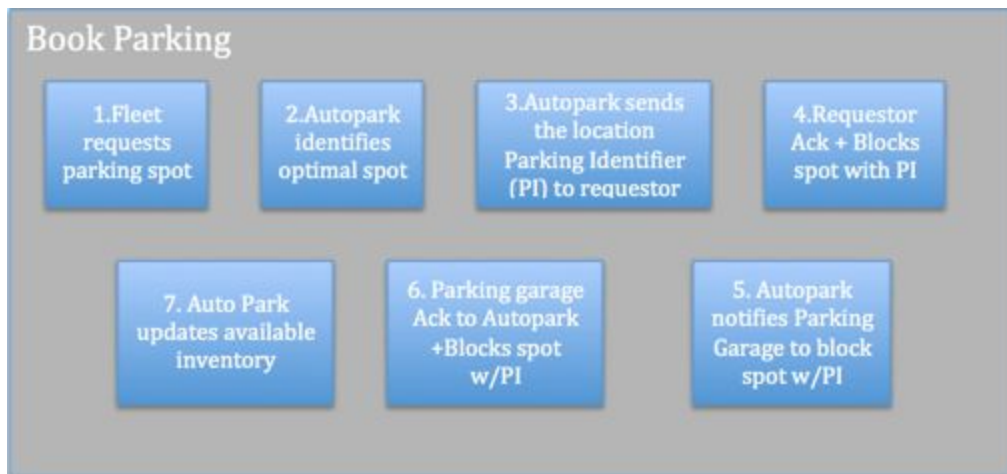 Book Parking
1.Fleet
requests
parking spot
2.Autopark
identifies
optimal spot
3.Autopark sends
the location
Parking Identifier
(PI) to requestor
4.Requestor
Ack + Blocks
spot with PI
7. Auto Park
updates available
inventory
6. Parking garage
Ack to Autopark
+Blocks spot
w/PI
5. Autopark
notifies Parking
Garage to block
spot w/PI